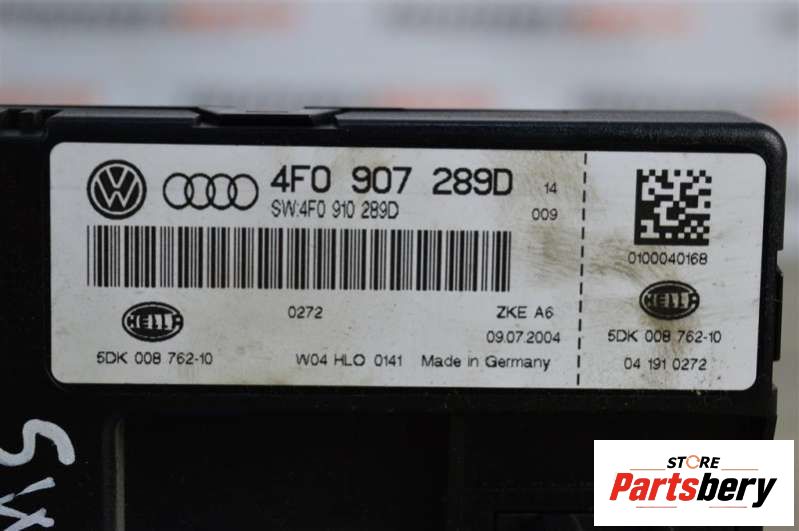 4F0 907 289D 14
SW:4F0 910 289D 009
0100040168
HELLA
HELLA
0272 ZKE A6
09.07.2004
5DK 008 762-10
5DK 008 762-10
W04 HLO 0141 Made in Germany
04 191 0272
SW
STORE
Partsbery